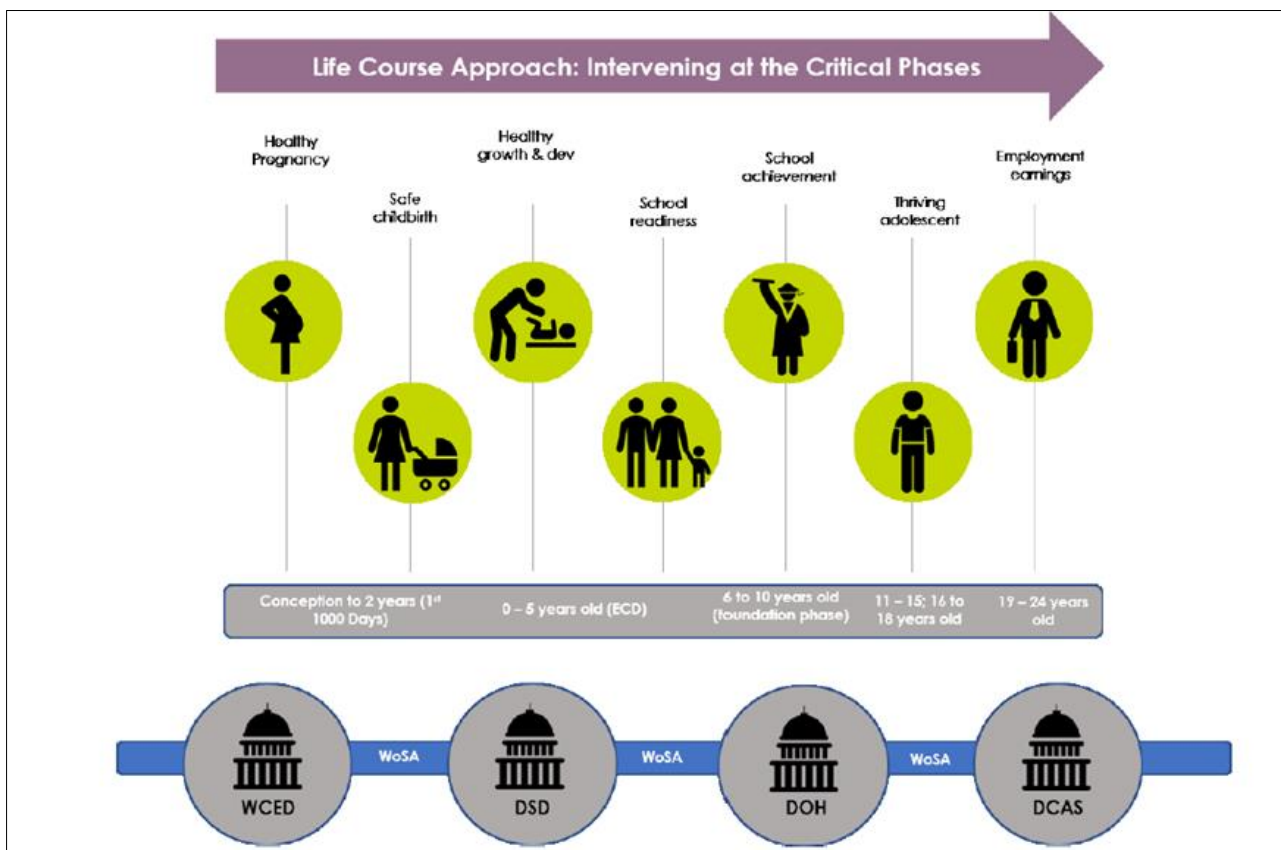 Life Course Approach: Intervening at the Critical Phases
Healthy
Pregnancy
Safe
childbirth
Healthy
growth & dev
School
readiness
School
achievement
Thriving
adolescent
Employment
earnings
Conception to 2 years (1st
1000 Days)
0 – 5 years old (ECD)
6 to 10 years old
(foundation phase)
11 – 15; 16 to
18 years old
19 – 24 years
old
WCED
WoSA
DSD
WoSA
DOH
WoSA
DCAS